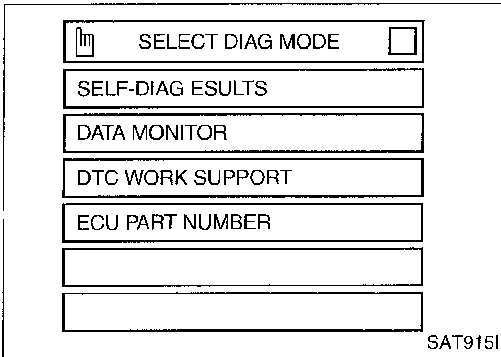 SELECT DIAG MODE
SELF-DIAG ESULTS
DATA MONITOR
DTC WORK SUPPORT
ECU PART NUMBER
SAT915I